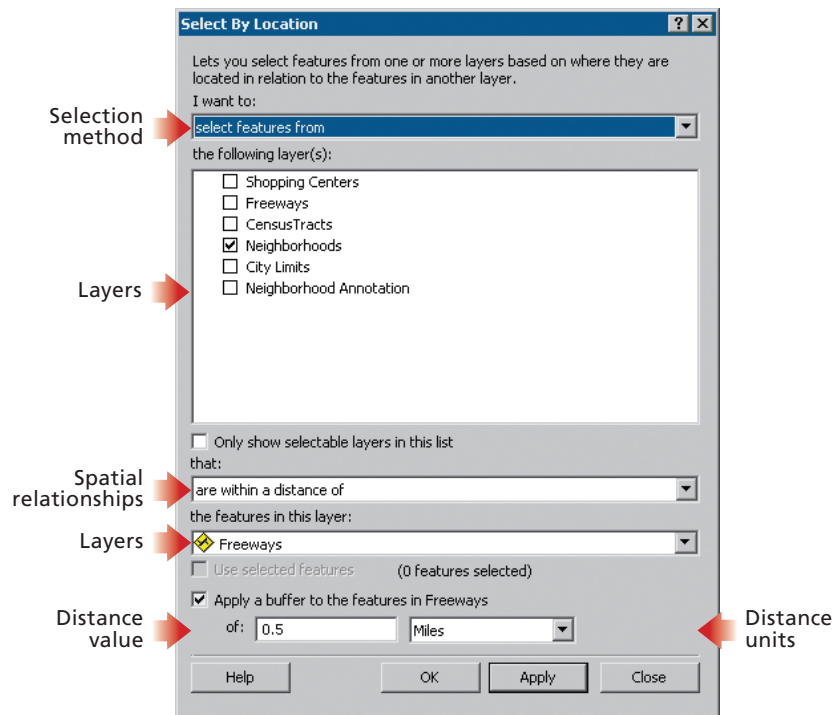 Select By Location
Lets you select features from one or more layers based on where they are
located in relation to the features in another layer.
I want to:
Selection
method
select features from
the following layer(s):
Shopping Centers
Freeways
CensusTracts
Neighborhoods
City Limits
Neighborhood Annotation
Layers
Only show selectable layers in this list
that:
Spatial
relationships
are within a distance of
the features in this layer:
Layers
Freeways
Use selected features (0 features selected)
Apply a buffer to the features in Freeways
Distance
value
of: 0.5 Miles
Distance
units
Help OK Apply Close